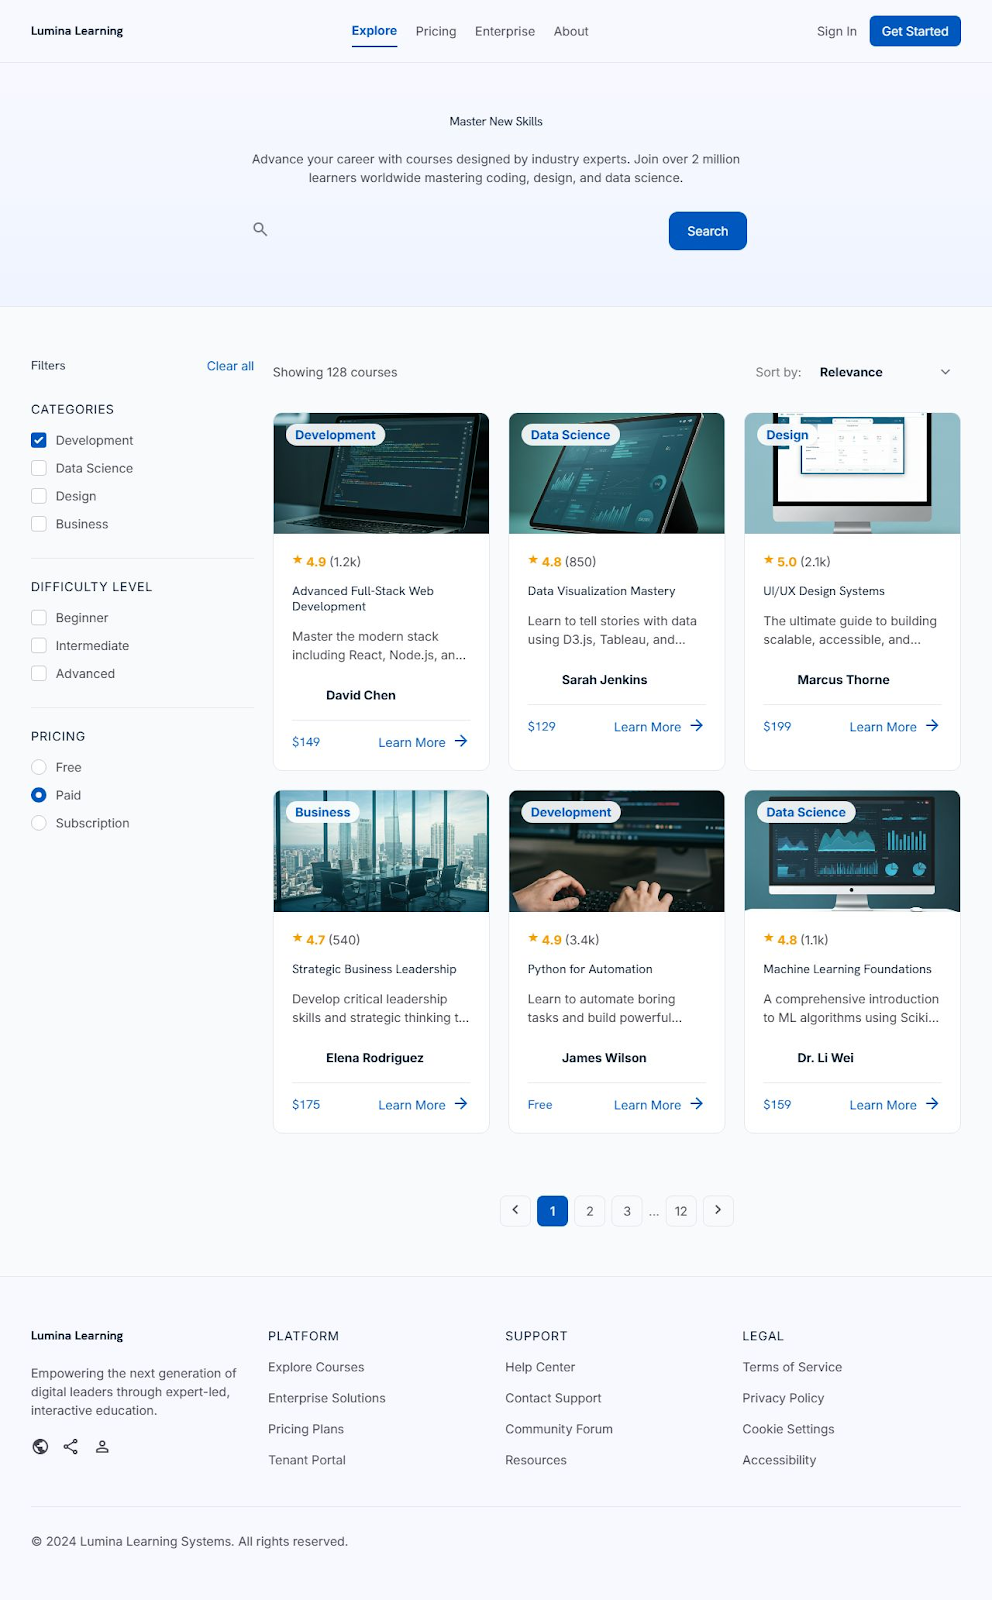 Lumina Learning
Explore
Pricing
Enterprise
About
Sign In
Get Started
Master New Skills
Advance your career with courses designed by industry experts. Join over 2 million
learners worldwide mastering coding, design, and data science.
Search
Filters
Clear all
CATEGORIES
Development
Data Science
Design
Business
DIFFICULTY LEVEL
Beginner
Intermediate
Advanced
PRICING
Free
Paid
Subscription
Showing 128 courses
Sort by:
Relevance
Development
★ 4.9 (1.2k)
Advanced Full-Stack Web
Development
Master the modern stack
including React, Node.js, an...
David Chen
$149
Learn More →
Data Science
★ 4.8 (850)
Data Visualization Mastery
Learn to tell stories with data
using D3.js, Tableau, and...
Sarah Jenkins
$129
Learn More →
Design
★ 5.0 (2.1k)
UI/UX Design Systems
The ultimate guide to building
scalable, accessible, and...
Marcus Thorne
$199
Learn More →
Business
★ 4.7 (540)
Strategic Business Leadership
Develop critical leadership
skills and strategic thinking t...
Elena Rodriguez
$175
Learn More →
Development
★ 4.9 (3.4k)
Python for Automation
Learn to automate boring
tasks and build powerful...
James Wilson
Free
Learn More →
Data Science
★ 4.8 (1.1k)
Machine Learning Foundations
A comprehensive introduction
to ML algorithms using Sciki...
Dr. Li Wei
$159
Learn More →
1
2
3
...
12
Lumina Learning
Empowering the next generation of
digital leaders through expert-led,
interactive education.
PLATFORM
Explore Courses
Enterprise Solutions
Pricing Plans
Tenant Portal
SUPPORT
Help Center
Contact Support
Community Forum
Resources
LEGAL
Terms of Service
Privacy Policy
Cookie Settings
Accessibility
© 2024 Lumina Learning Systems. All rights reserved.